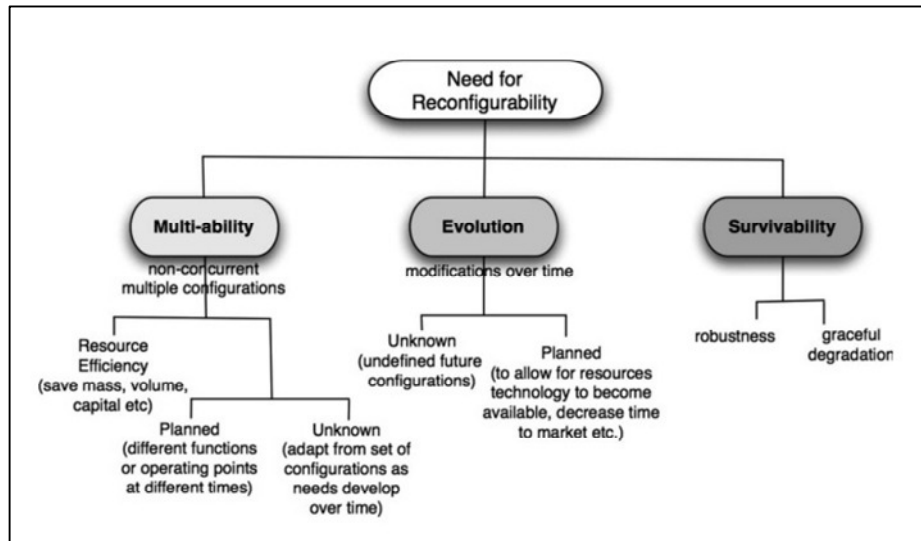 Need for
Reconfigurability
Multi-ability
non-concurrent
multiple configurations
Evolution
modifications over time
Survivability
Resource
Efficiency
(save mass, volume,
capital etc)
Planned
(different functions
or operating points
at different times)
Unknown
(adapt from set of
configurations as
needs develop
over time)
Unknown
(undefined future
configurations)
Planned
(to allow for resources
technology to become
available, decrease time
to market etc.)
robustness
graceful
degradation